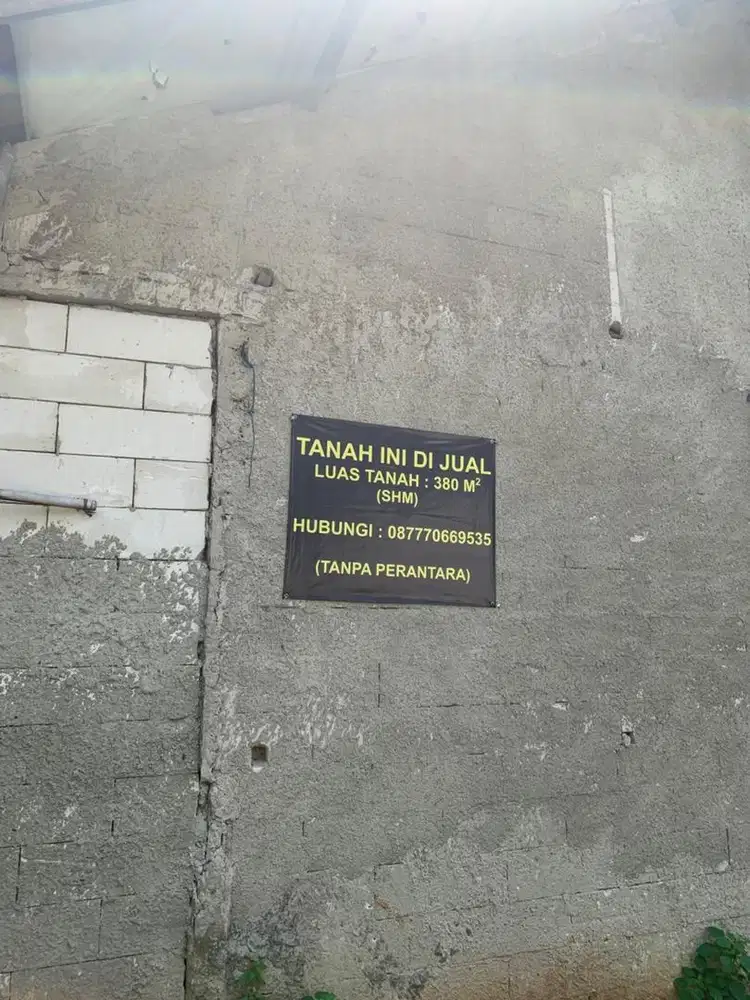 TANAH INI DI JUAL
LUAS TANAH : 380 M²
(SHM)
HUBUNGI : 087770669535
(TANPA PERANTARA)